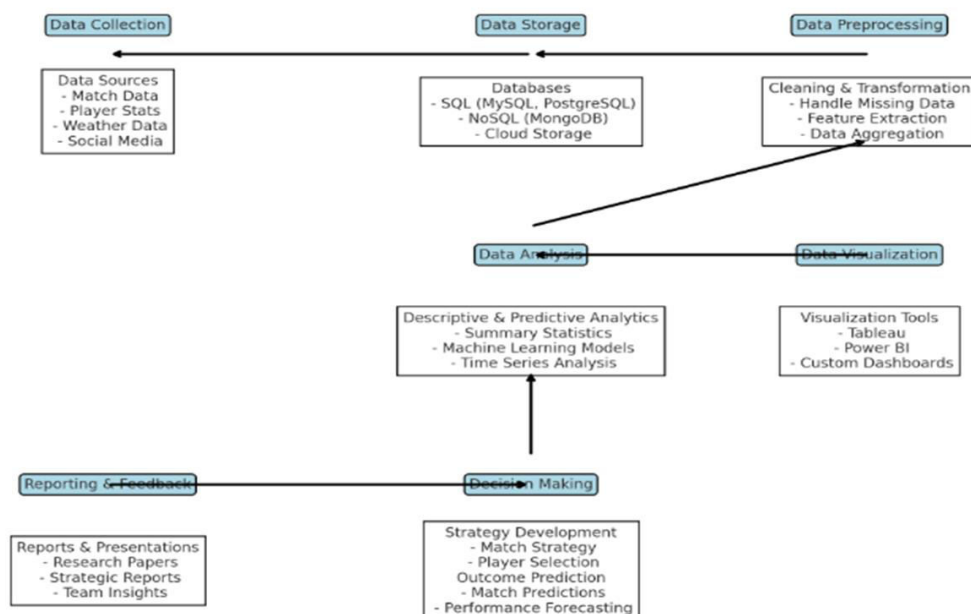 Data Collection
Data Storage
Data Preprocessing
Data Sources
- Match Data
- Player Stats
- Weather Data
- Social Media
Databases
- SQL (MySQL, PostgreSQL)
- NoSQL (MongoDB)
- Cloud Storage
Cleaning & Transformation
- Handle Missing Data
- Feature Extraction
- Data Aggregation
Data Analysis
Data Visualization
Descriptive & Predictive Analytics
- Summary Statistics
- Machine Learning Models
- Time Series Analysis
Visualization Tools
- Tableau
- Power BI
- Custom Dashboards
Reporting & Feedback
Decision Making
Reports & Presentations
- Research Papers
- Strategic Reports
- Team Insights
Strategy Development
- Match Strategy
- Player Selection
Outcome Prediction
- Match Predictions
- Performance Forecasting